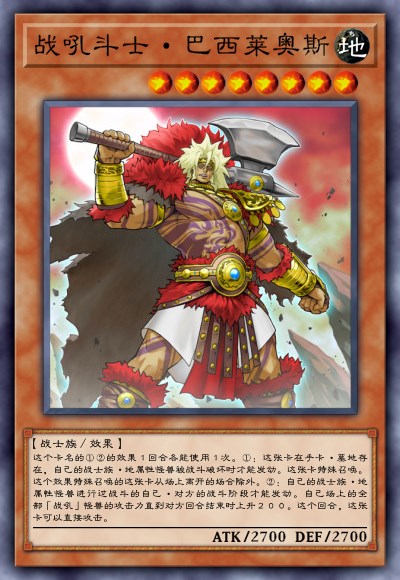 战吼斗士・巴西莱奥斯
地
【战士族／效果】
这个卡名的①②的效果1回合各能使用1次。①：这张卡在手卡・墓地存
在，自己的战士族・地属性怪兽被战斗破坏时才能发动。这张卡特殊召唤。
这个效果特殊召唤的这张卡从场上离开的场合除外。②：自己的战士族・地
属性怪兽进行过战斗的自己・对方的战斗阶段才能发动。自己场上的全
部「战吼」怪兽的攻击力直到对方回合结束时上升２００。这个回合，这张
卡可以直接攻击。
ATK/2700 DEF/2700